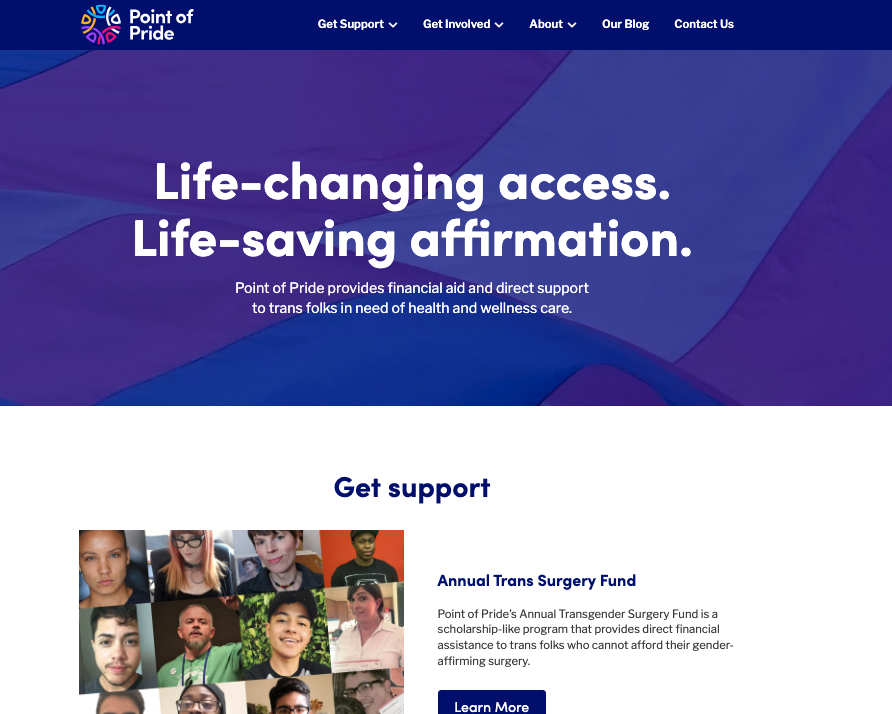 Point of
Pride
Get Support
Get Involved
About
Our Blog
Contact Us
Life-changing access.
Life-saving affirmation.
Point of Pride provides financial aid and direct support
to trans folks in need of health and wellness care.
Get support
Annual Trans Surgery Fund
Point of Pride’s Annual Transgender Surgery Fund is a
scholarship-like program that provides direct financial
assistance to trans folks who cannot afford their gender-
affirming surgery.
Learn More